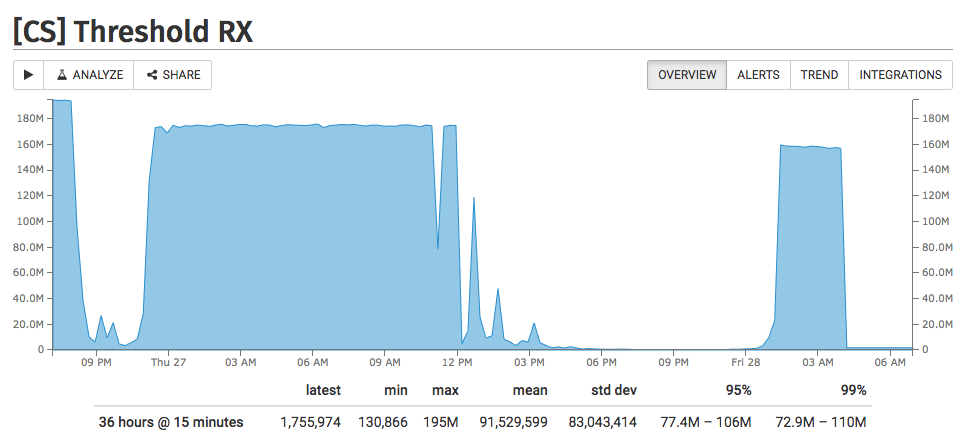 [CS] Threshold RX
ANALYZE SHARE OVERVIEW ALERTS TREND INTEGRATIONS
180M 180M
160M 160M
140M 140M
120M 120M
100M 100M
80.0M 80.0M
60.0M 60.0M
40.0M 40.0M
20.0M 20.0M
0 0
09 PM Thu 27 03 AM 06 AM 09 AM 12 PM 03 PM 06 PM 09 PM Fri 28 03 AM 06 AM
latest min max mean std dev 95% 99%
36 hours @ 15 minutes 1,755,974 130,866 195M 91,529,599 83,043,414 77.4M – 106M 72.9M – 110M